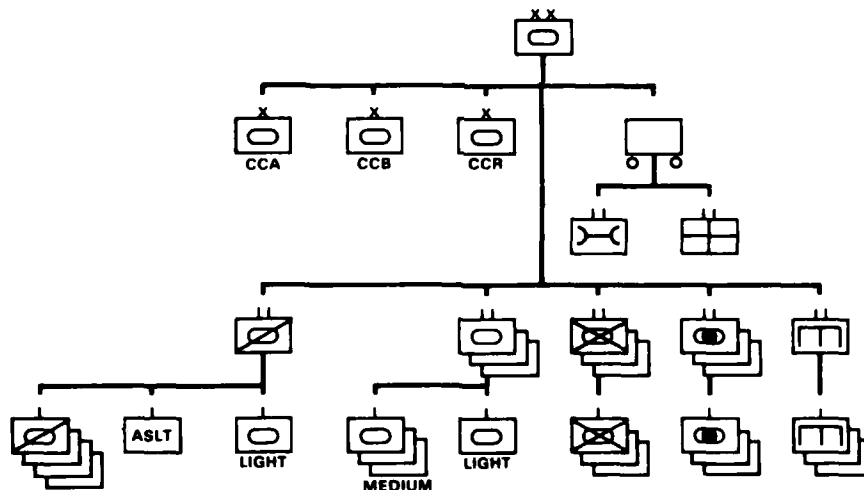 X X
X
X
X
CCA
CCB
CCR
ASLT
LIGHT
MEDIUM
LIGHT